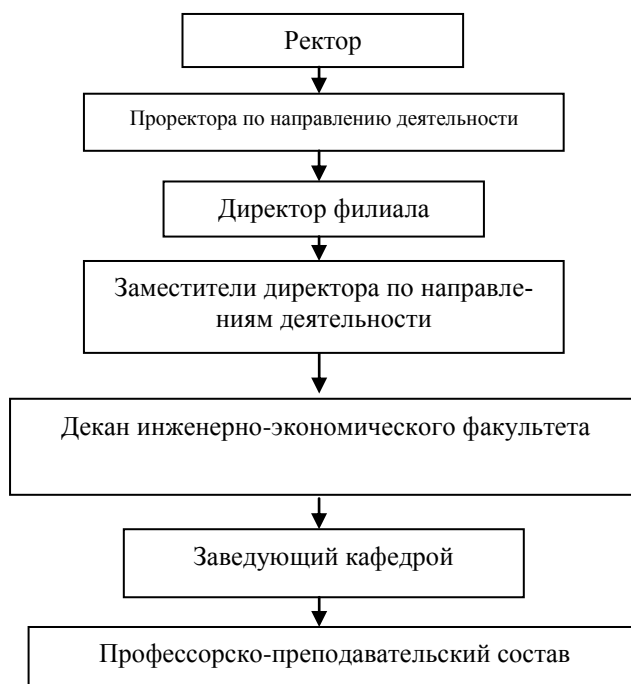 Ректор
Проректора по направлению деятельности
Директор филиала
Заместители директора по направле-
ниям деятельности
Декан инженерно-экономического факультета
Заведующий кафедрой
Профессорско-преподавательский состав